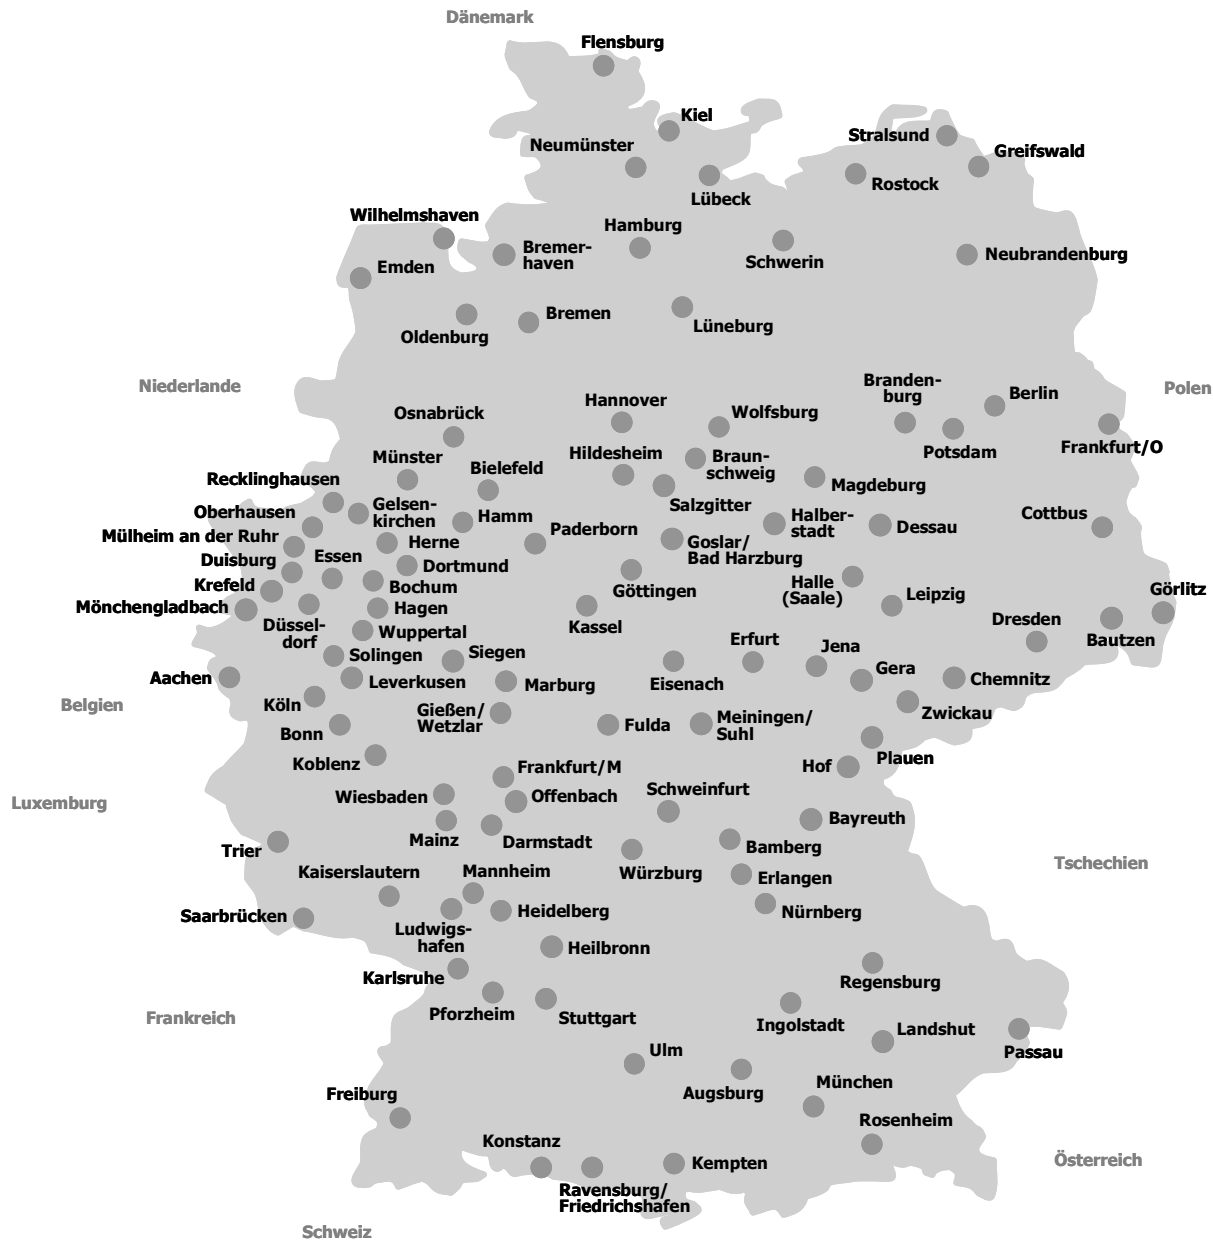 Dänemark
Flensburg
Kiel
Stralsund
Neumünster
Greifswald
Rostock
Lübeck
Wilhelmshaven
Hamburg
Bremer-
haven
Schwerin
Neubrandenburg
Emden
Bremen
Lüneburg
Oldenburg
Niederlande
Branden-
burg
Berlin
Polen
Hannover
Wolfsburg
Osnabrück
Frankfurt/O
Potsdam
Hildesheim
Braun-
schweig
Münster
Bielefeld
Recklinghausen
Magdeburg
Salzgitter
Gelsen-
kirchen
Oberhausen
Hamm
Halber-
stadt
Cottbus
Dessau
Paderborn
Mülheim an der Ruhr
Herne
Goslar/
Bad Harzburg
Essen
Duisburg
Dortmund
Krefeld
Bochum
Göttingen
Halle
(Saale)
Görlitz
Leipzig
Mönchengladbach
Hagen
Düssel-
dorf
Kassel
Dresden
Wuppertal
Bautzen
Erfurt
Jena
Solingen
Siegen
Gera
Aachen
Leverkusen
Marburg
Eisenach
Chemnitz
Belgien
Köln
Gießen/
Wetzlar
Zwickau
Fulda
Meiningen/
Suhl
Bonn
Plauen
Koblenz
Hof
Frankfurt/M
Schweinfurt
Wiesbaden
Offenbach
Luxemburg
Bayreuth
Mainz
Darmstadt
Bamberg
Trier
Tschechien
Kaiserslautern
Mannheim
Würzburg
Erlangen
Saarbrücken
Heidelberg
Nürnberg
Ludwigs-
hafen
Heilbronn
Karlsruhe
Regensburg
Frankreich
Pforzheim
Stuttgart
Ingolstadt
Landshut
Ulm
Passau
München
Freiburg
Augsburg
Rosenheim
Konstanz
Kempten
Österreich
Ravensburg/
Friedrichshafen
Schweiz